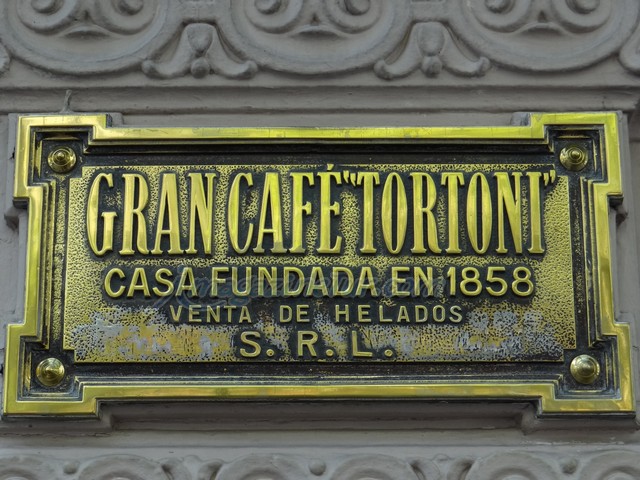 GRAN CAFÉ "TORTONI"
CASA FUNDADA EN 1858
VENTA DE HELADOS
S. R. L.